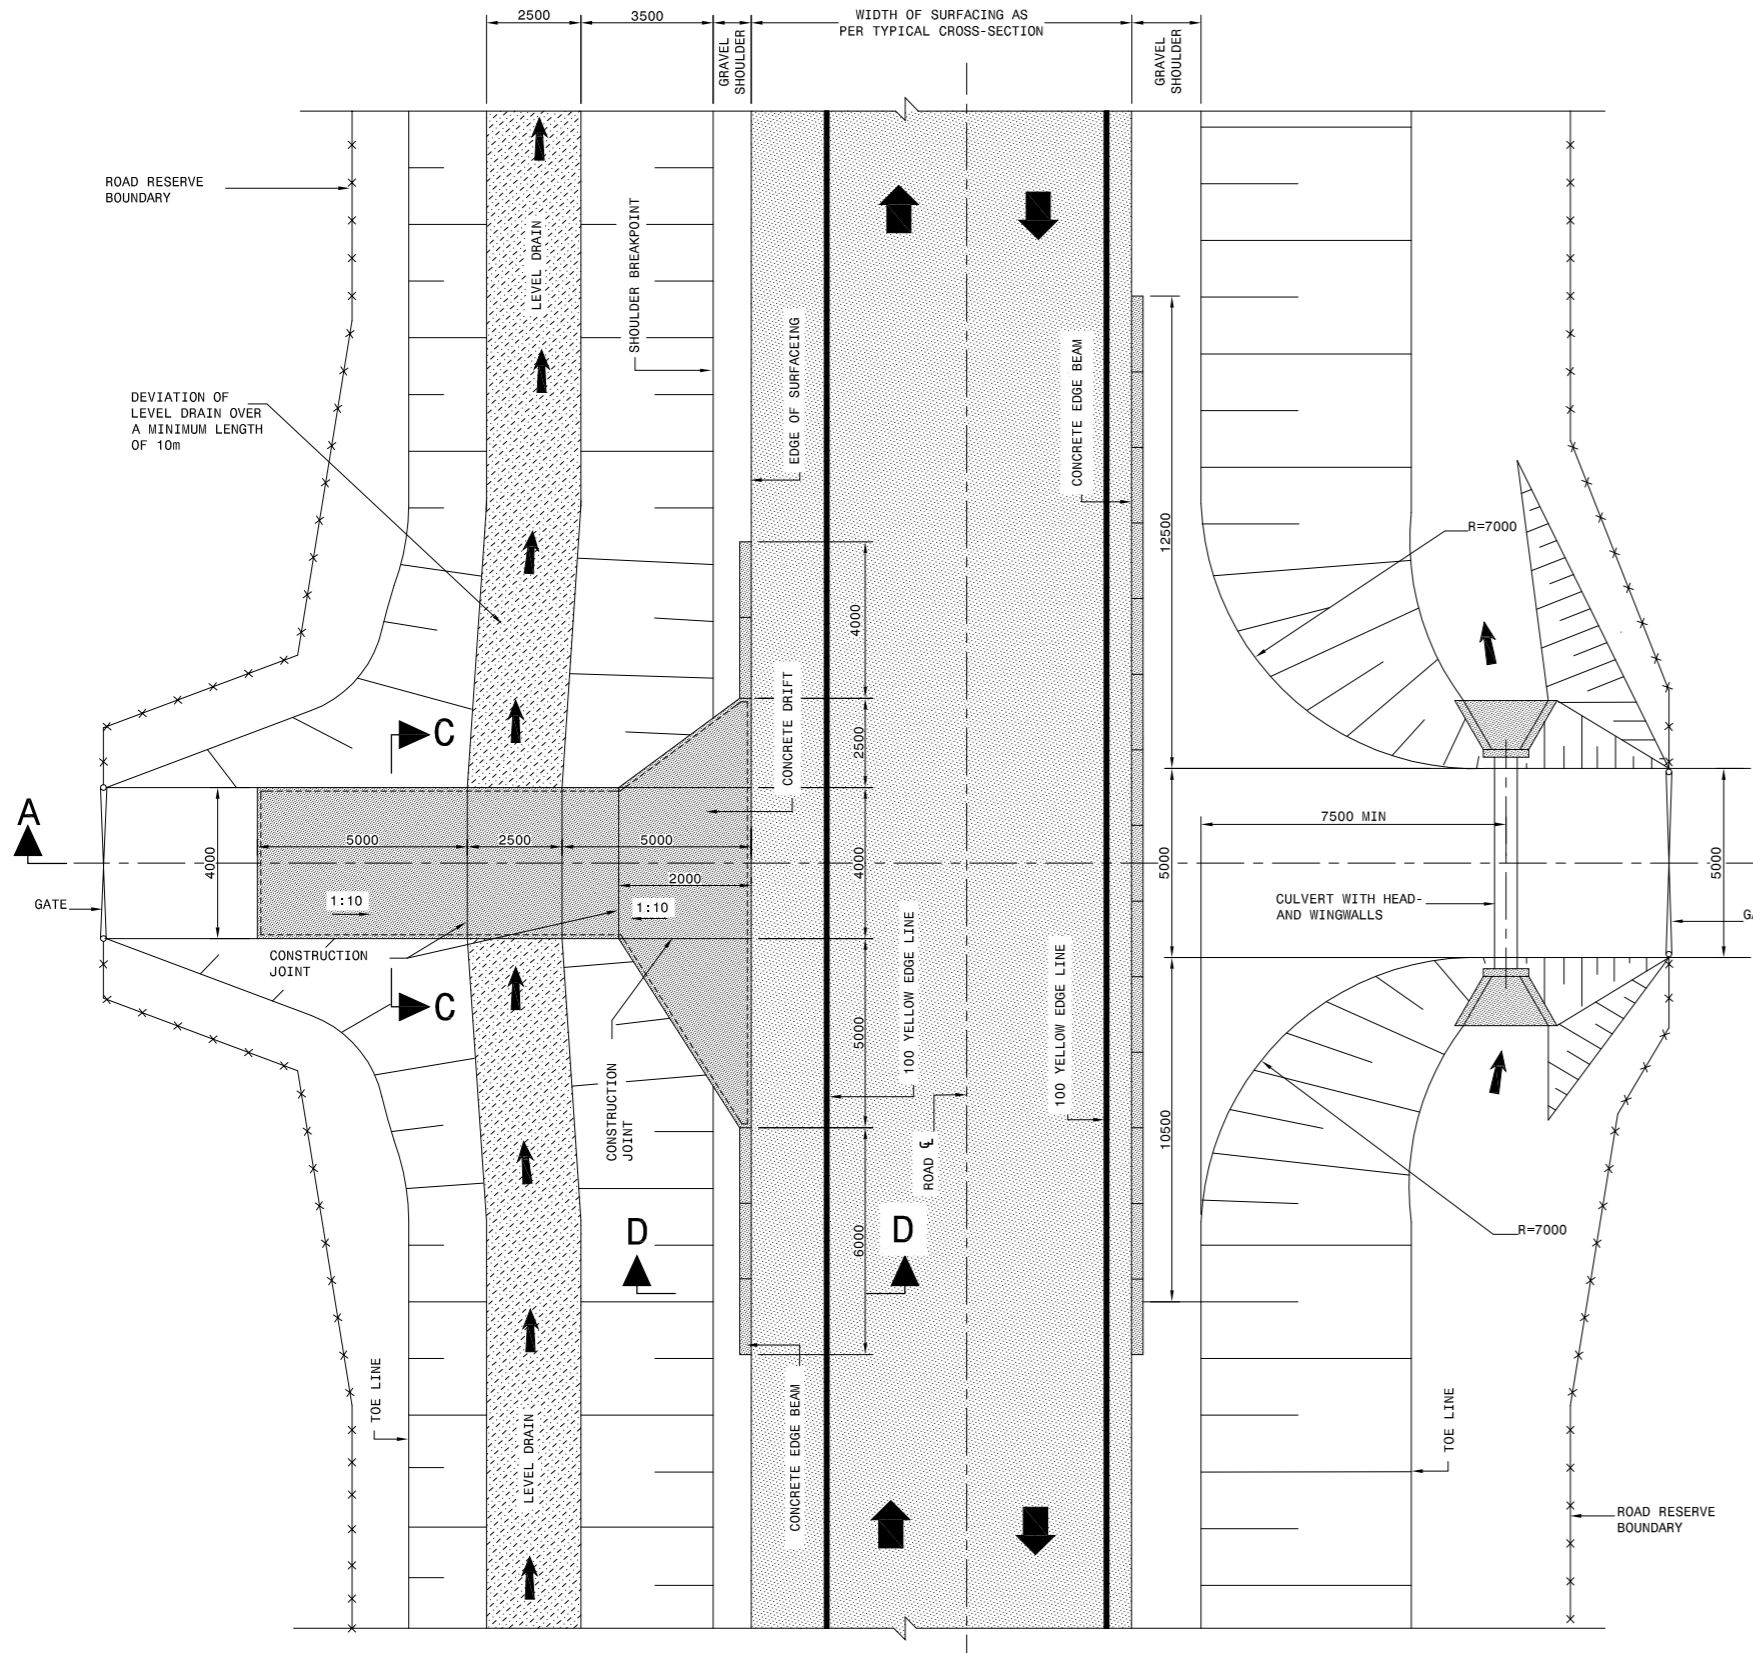 2500
3500
GRAVEL
SHOULDER
WIDTH OF SURFACING AS
PER TYPICAL CROSS-SECTION
GRAVEL
SHOULDER
ROAD RESERVE
BOUNDARY
LEVEL DRAIN
SHOULDER BREAKPOINT
EDGE OF SURFACEING
CONCRETE EDGE BEAM
DEVIATION OF
LEVEL DRAIN OVER
A MINIMUM LENGTH
OF 10m
12500
R=7000
4000
CONCRETE DRIFT
2500
C
A
4000
5000
2500
5000
2000
4000
1:10
1:10
GATE
CONSTRUCTION
JOINT
C
7500 MIN
5000
5000
CULVERT WITH HEAD-
AND WINGWALLS
GA
100 YELLOW EDGE LINE
100 YELLOW EDGE LINE
5000
CONSTRUCTION
JOINT
ROAD ℄
10500
D
D
6000
R=7000
TOE LINE
LEVEL DRAIN
CONCRETE EDGE BEAM
TOE LINE
ROAD RESERVE
BOUNDARY